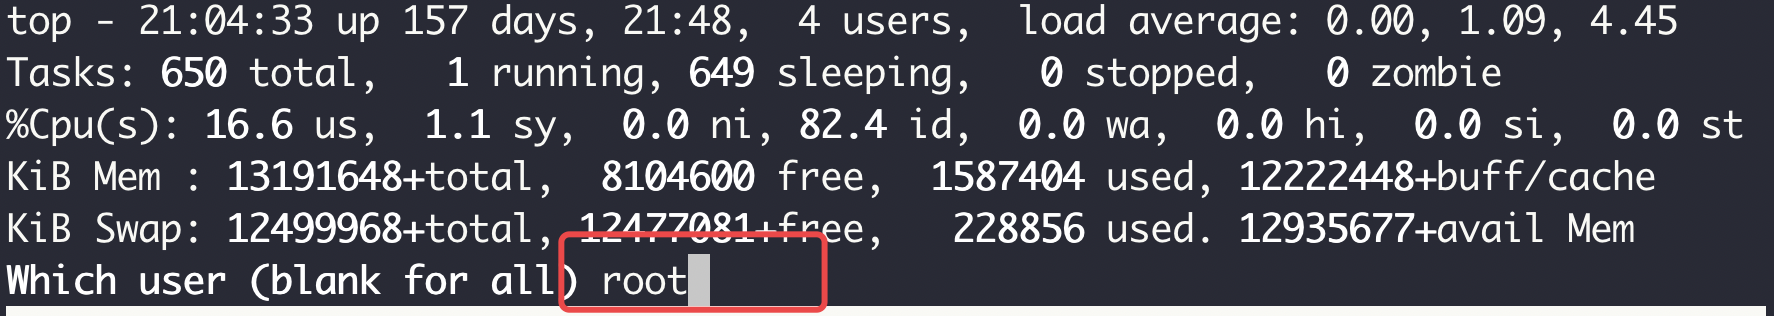 top - 21:04:33 up 157 days, 21:48,  4 users,  load average: 0.00, 1.09, 4.45
Tasks: 650 total,   1 running, 649 sleeping,   0 stopped,   0 zombie
%Cpu(s): 16.6 us,  1.1 sy,  0.0 ni, 82.4 id,  0.0 wa,  0.0 hi,  0.0 si,  0.0 st
KiB Mem : 13191648+total,  8104600 free,  1587404 used, 12222448+buff/cache
KiB Swap: 12499968+total, 12477081+free,   228856 used. 12935677+avail Mem
Which user (blank for all) root